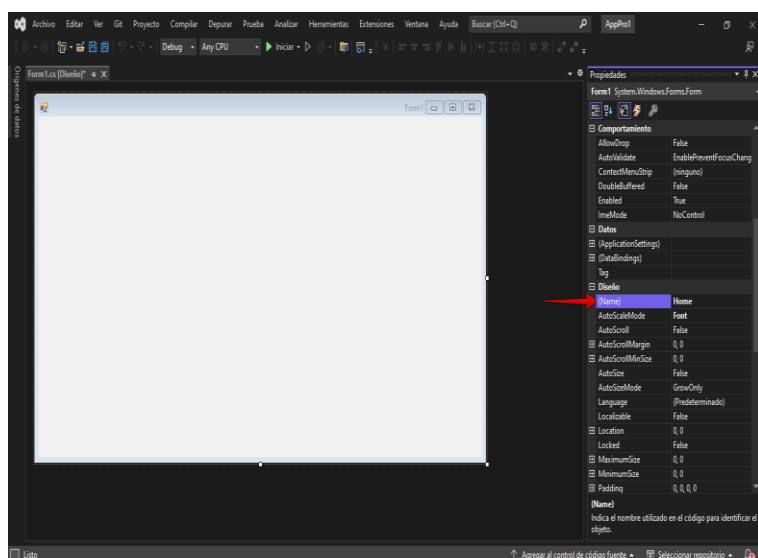 Archivo Editar Ver Git Proyecto Compilar Depurar Prueba Analizar Herramientas Extensiones Ventana Ayuda Buscar (Ctrl+Q) AppPro1
Debug Any CPU Iniciar
Orígenes de datos
Form1.cs [Diseño]*
Form1
Propiedades
Form1 System.Windows.Forms.Form
Comportamiento
AllowDrop False
AutoValidate EnablePreventFocusChang
ContextMenuStrip (ninguno)
DoubleBuffered False
Enabled True
ImeMode NoControl
Datos
(ApplicationSettings)
(DataBindings)
Tag
Diseño
(Name) Home
AutoScaleMode Font
AutoScroll False
AutoScrollMargin 0, 0
AutoScrollMinSize 0, 0
AutoSize False
AutoSizeMode GrowOnly
Language (Predeterminado)
Localizable False
Location 0, 0
Locked False
MaximumSize 0, 0
MinimumSize 0, 0
Padding 0, 0, 0, 0
(Name)
Indica el nombre utilizado en el código para identificar el
objeto.
Listo Agregar al control de código fuente Seleccionar repositorio